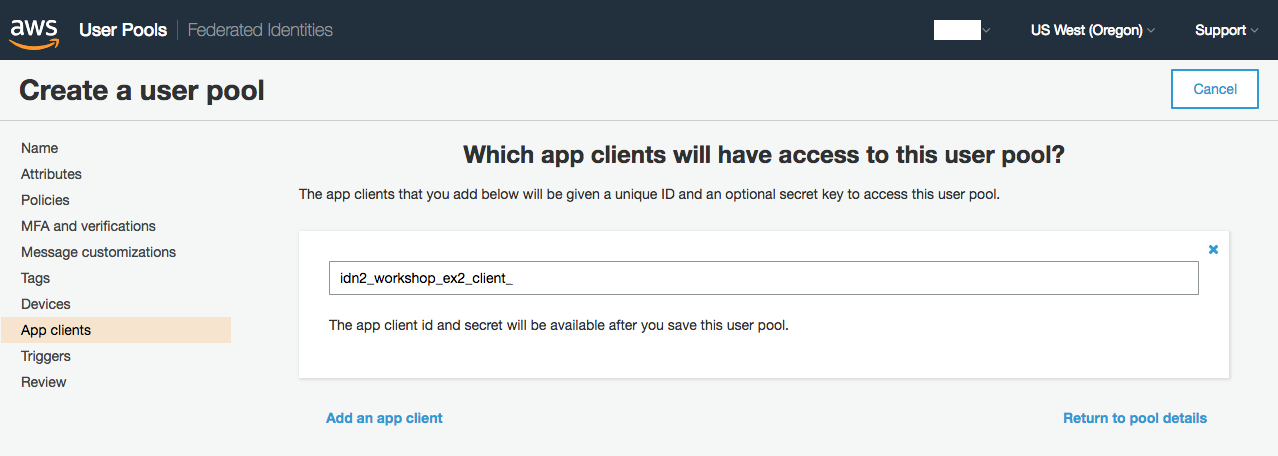 aws User Pools Federated Identities US West (Oregon) Support
Create a user pool Cancel
Name
Attributes
Policies
MFA and verifications
Message customizations
Tags
Devices
App clients
Triggers
Review
Which app clients will have access to this user pool?
The app clients that you add below will be given a unique ID and an optional secret key to access this user pool.
idn2_workshop_ex2_client_
The app client id and secret will be available after you save this user pool.
Add an app client Return to pool details